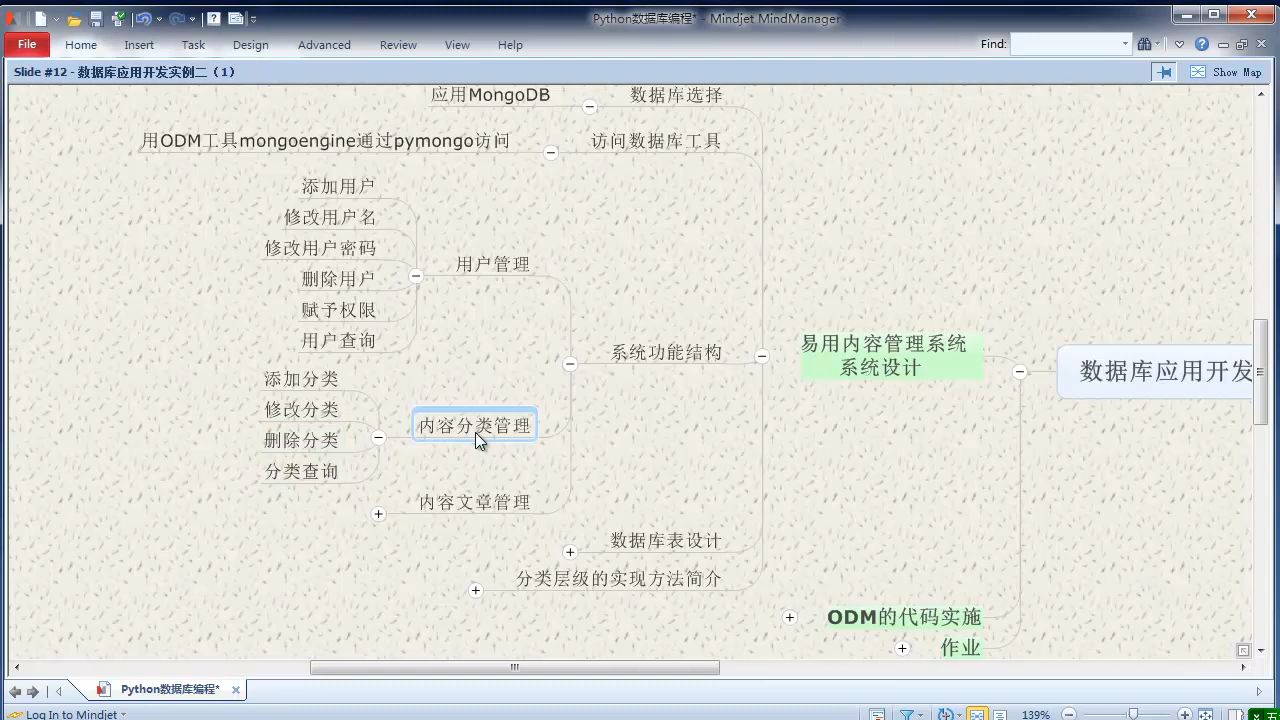 Python数据库编程* - Mindjet MindManager
File Home Insert Task Design Advanced Review View Help Find:
Slide #12 - 数据库应用开发实例二（1） Show Map
应用MongoDB 数据库选择
用ODM工具mongoengine通过pymongo访问 访问数据库工具
添加用户
修改用户名
修改用户密码
用户管理
删除用户
赋予权限
用户查询
系统功能结构
易用内容管理系统
系统设计
数据库应用开发
添加分类
修改分类
内容分类管理
删除分类
分类查询
内容文章管理
数据库表设计
分类层级的实现方法简介
ODM的代码实施
作业
Python数据库编程*
Log In to Mindjet 139%